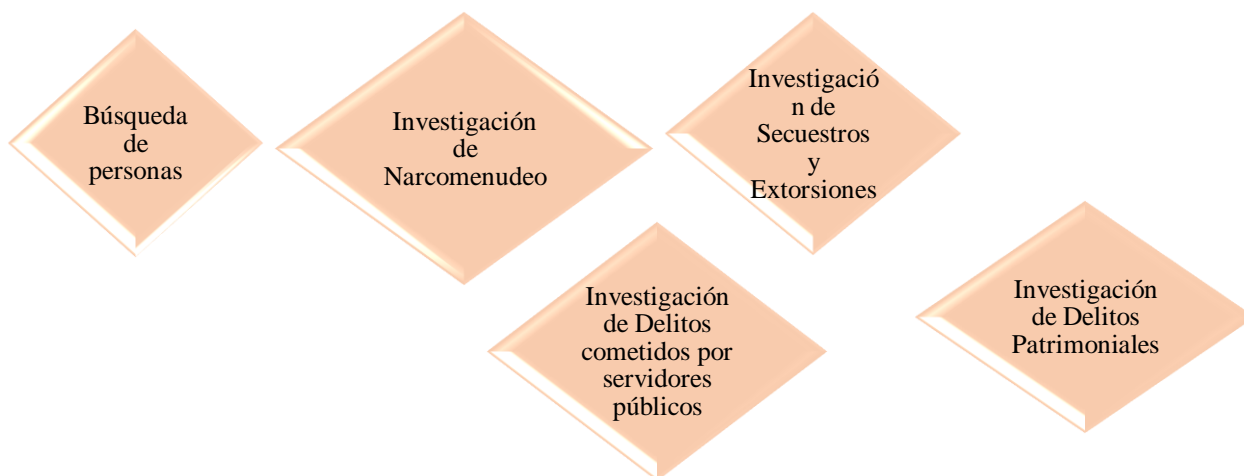 Búsqueda
de
personas
Investigación
de
Narcomenudeo
Investigació
n de
Secuestros
y
Extorsiones
Investigación
de Delitos
cometidos por
servidores
públicos
Investigación
de Delitos
Patrimoniales